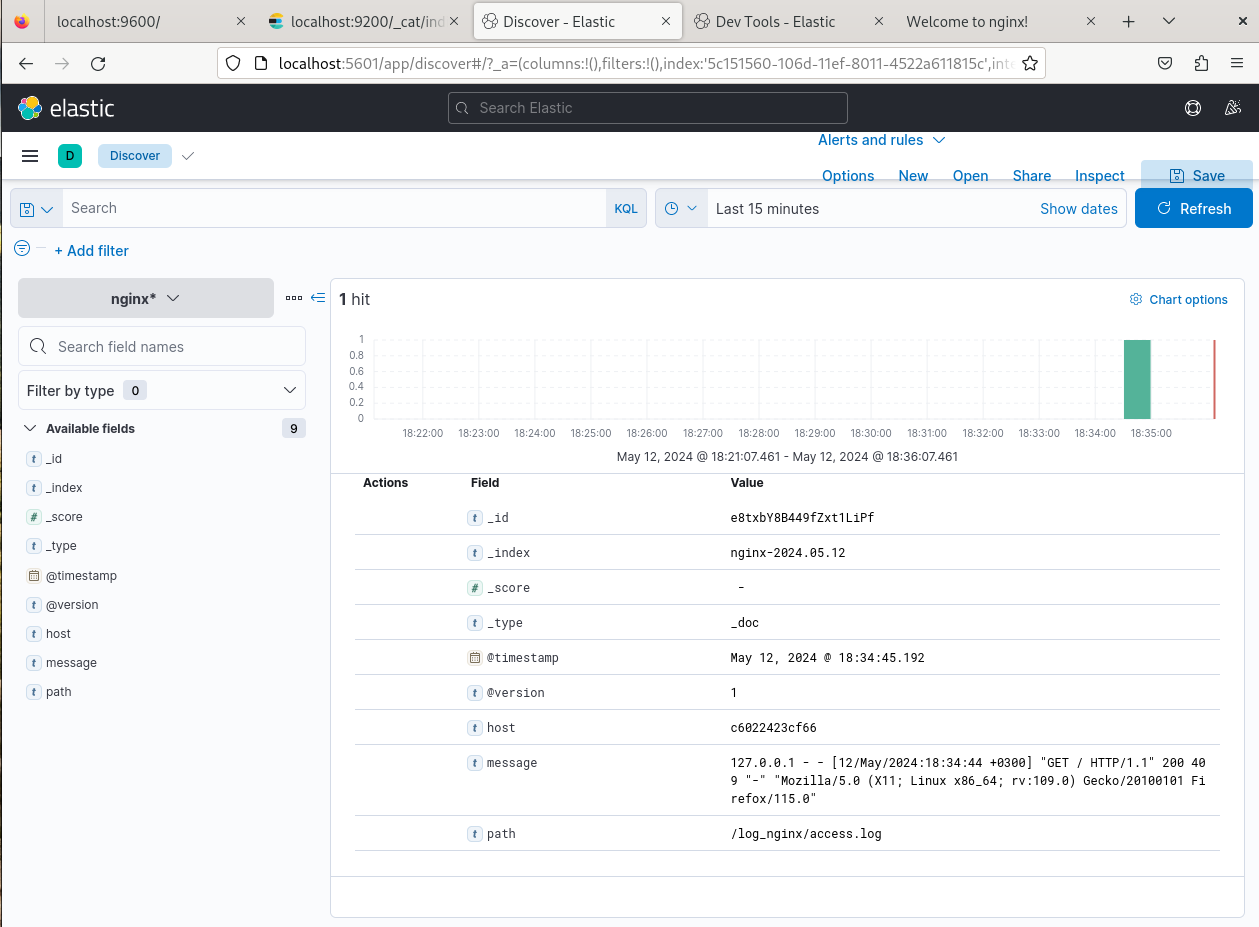 localhost:9600/
localhost:9200/_cat/ind
Discover - Elastic
Dev Tools - Elastic
Welcome to nginx!
localhost:5601/app/discover#/?_a=(columns:!(),filters:!(),index:'5c151560-106d-11ef-8011-4522a611815c',inte
elastic
Search Elastic
D
Discover
Alerts and rules
Options
New
Open
Share
Inspect
Save
Search
KQL
Last 15 minutes
Show dates
Refresh
+ Add filter
nginx*
Search field names
Filter by type 0
Available fields 9
t _id
t _index
# _score
t _type
@timestamp
t @version
t host
t message
t path
1 hit
Chart options
1
0.8
0.6
0.4
0.2
0
18:22:00 18:23:00 18:24:00 18:25:00 18:26:00 18:27:00 18:28:00 18:29:00 18:30:00 18:31:00 18:32:00 18:33:00 18:34:00 18:35:00
May 12, 2024 @ 18:21:07.461 - May 12, 2024 @ 18:36:07.461
Actions Field Value
t _id e8txbY8B449fZxt1LiPf
t _index nginx-2024.05.12
# _score -
t _type _doc
@timestamp May 12, 2024 @ 18:34:45.192
t @version 1
t host c6022423cf66
t message 127.0.0.1 - - [12/May/2024:18:34:44 +0300] "GET / HTTP/1.1" 200 40
9 "-" "Mozilla/5.0 (X11; Linux x86_64; rv:109.0) Gecko/20100101 Fi
refox/115.0"
t path /log_nginx/access.log